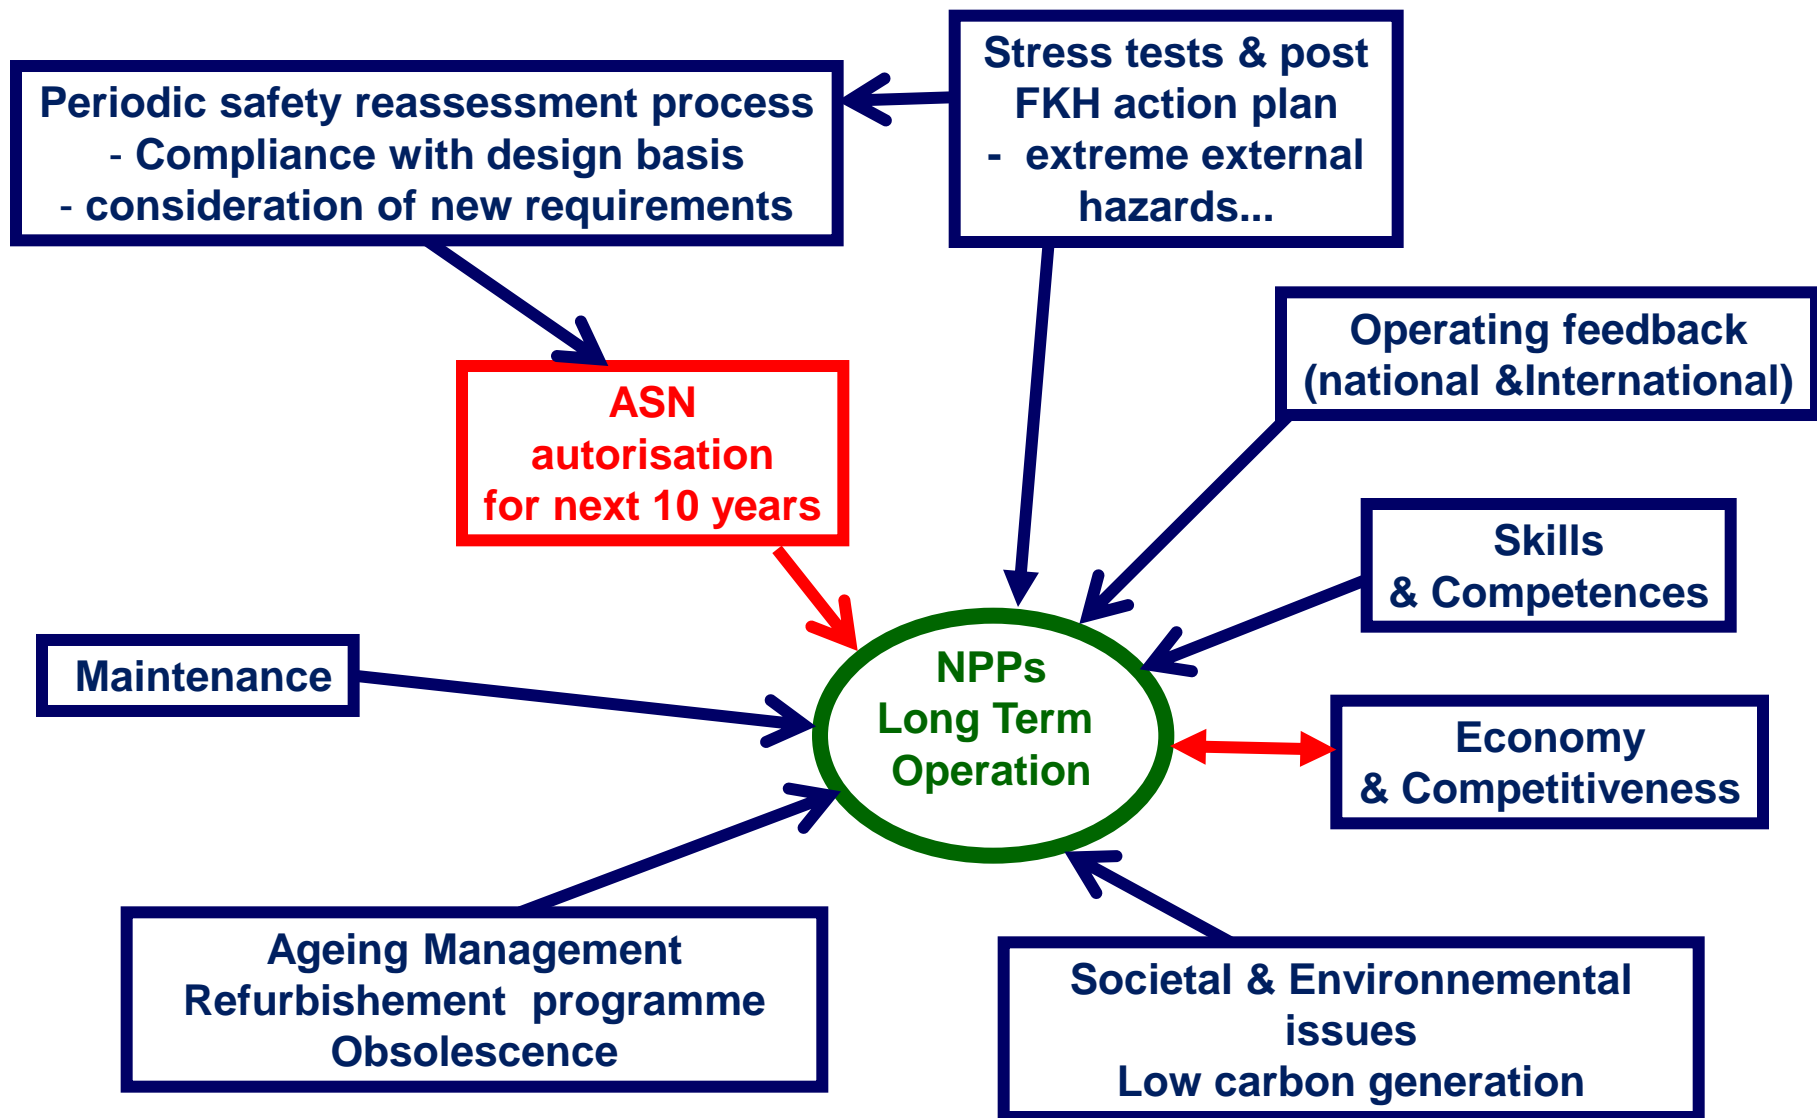 Periodic safety reassessment process
- Compliance with design basis
- consideration of new requirements
Stress tests & post
FKH action plan
- extreme external
hazards...
Operating feedback
(national &International)
ASN
autorisation
for next 10 years
Skills
& Competences
Maintenance
NPPs
Long Term
Operation
Economy
& Competitiveness
Ageing Management
Refurbishement programme
Obsolescence
Societal & Environnemental
issues
Low carbon generation